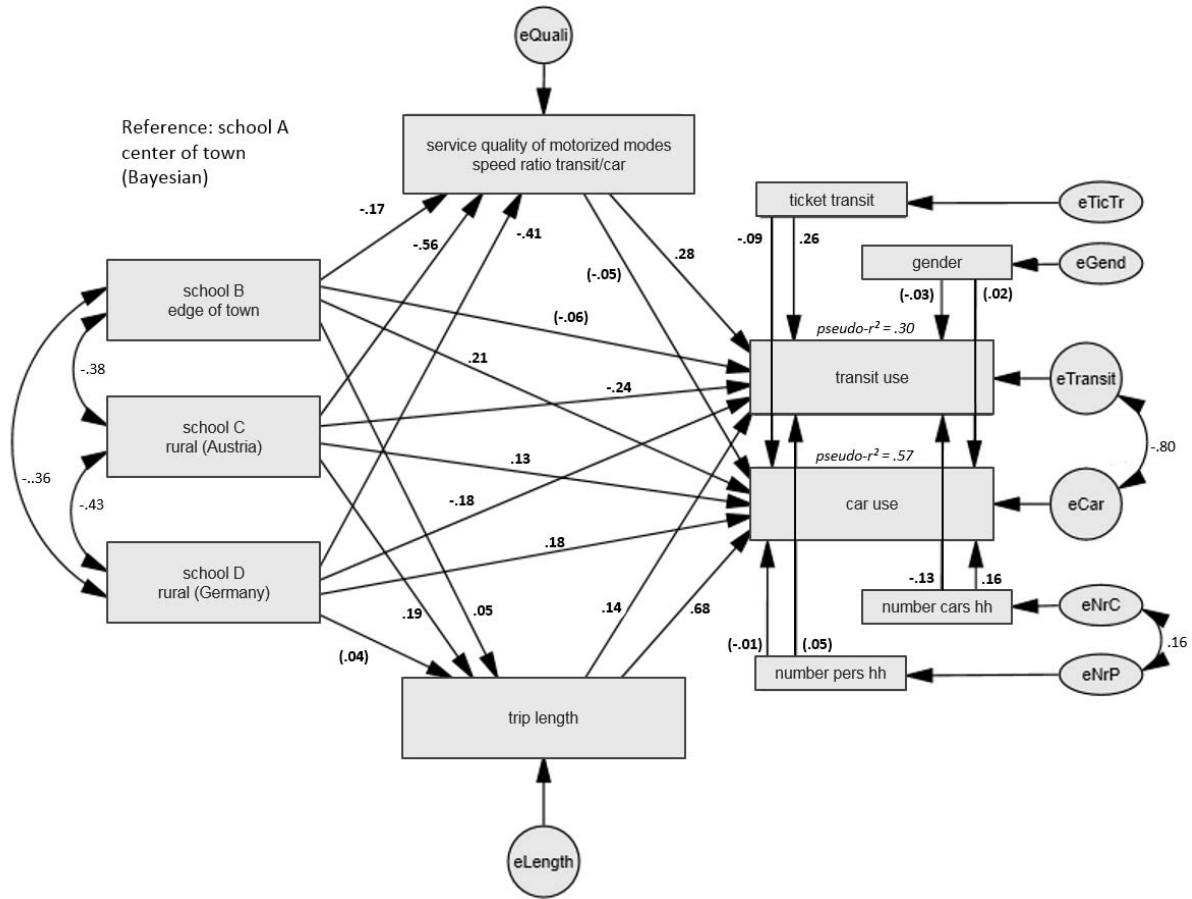 eQuali
Reference: school A
center of town
(Bayesian)
service quality of motorized modes
speed ratio transit/car
ticket transit
eTicTr
-.17
-.56
-.41
-.09
.26
.28
(-.05)
gender
eGend
(-.03)
(.02)
school B
edge of town
(-.06)
pseudo-r² = .30
transit use
eTransit
-.38
.21
-.24
school C
rural (Austria)
-..36
-.43
.13
-.18
pseudo-r² = .57
car use
eCar
-.80
school D
rural (Germany)
.18
-.13
.16
number cars hh
eNrC
.16
.19
.05
.14
.68
(.04)
(-.01)
(.05)
number pers hh
eNrP
trip length
eLength